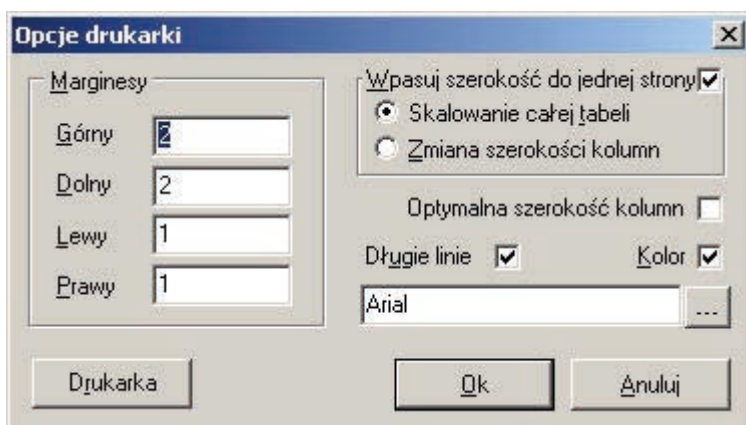 Opcje drukarki
Marginesy
Górny 2
Dolny 2
Lewy 1
Prawy 1
Wpasuj szerokość do jednej strony
Skalowanie całej tabeli
Zmiana szerokości kolumn
Optymalna szerokość kolumn
Długie linie Kolor
Arial ...
Drukarka Ok Anuluj